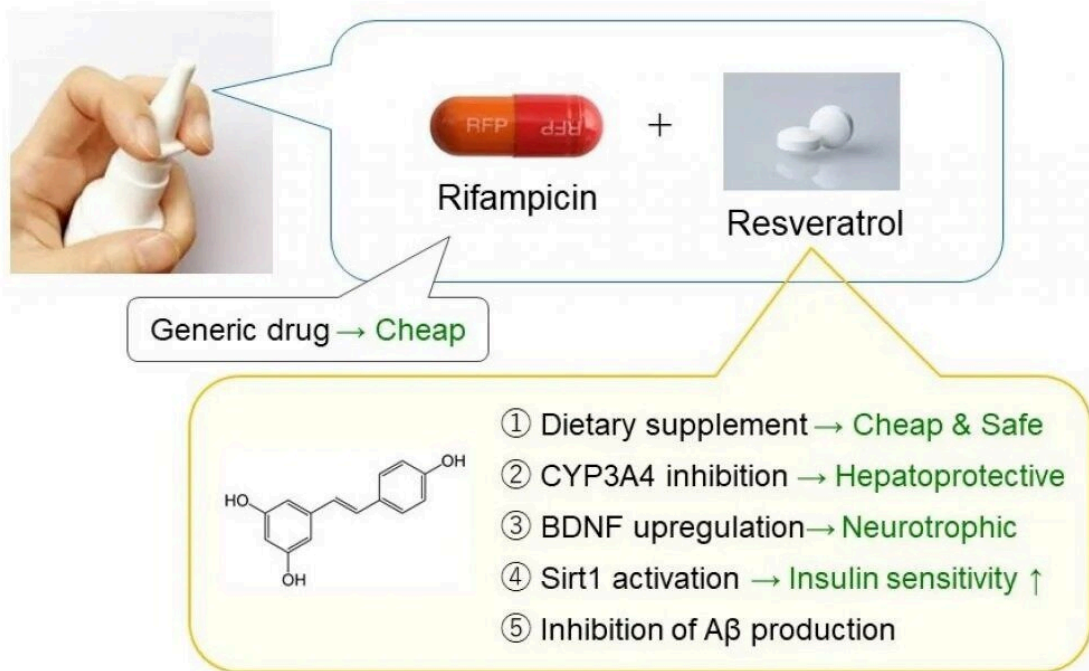 RFP RFP
+
Rifampicin
Resveratrol
Generic drug → Cheap
① Dietary supplement → Cheap & Safe
② CYP3A4 inhibition → Hepatoprotective
③ BDNF upregulation → Neurotrophic
④ Sirt1 activation → Insulin sensitivity ↑
⑤ Inhibition of Aβ production
OH
HO
OH